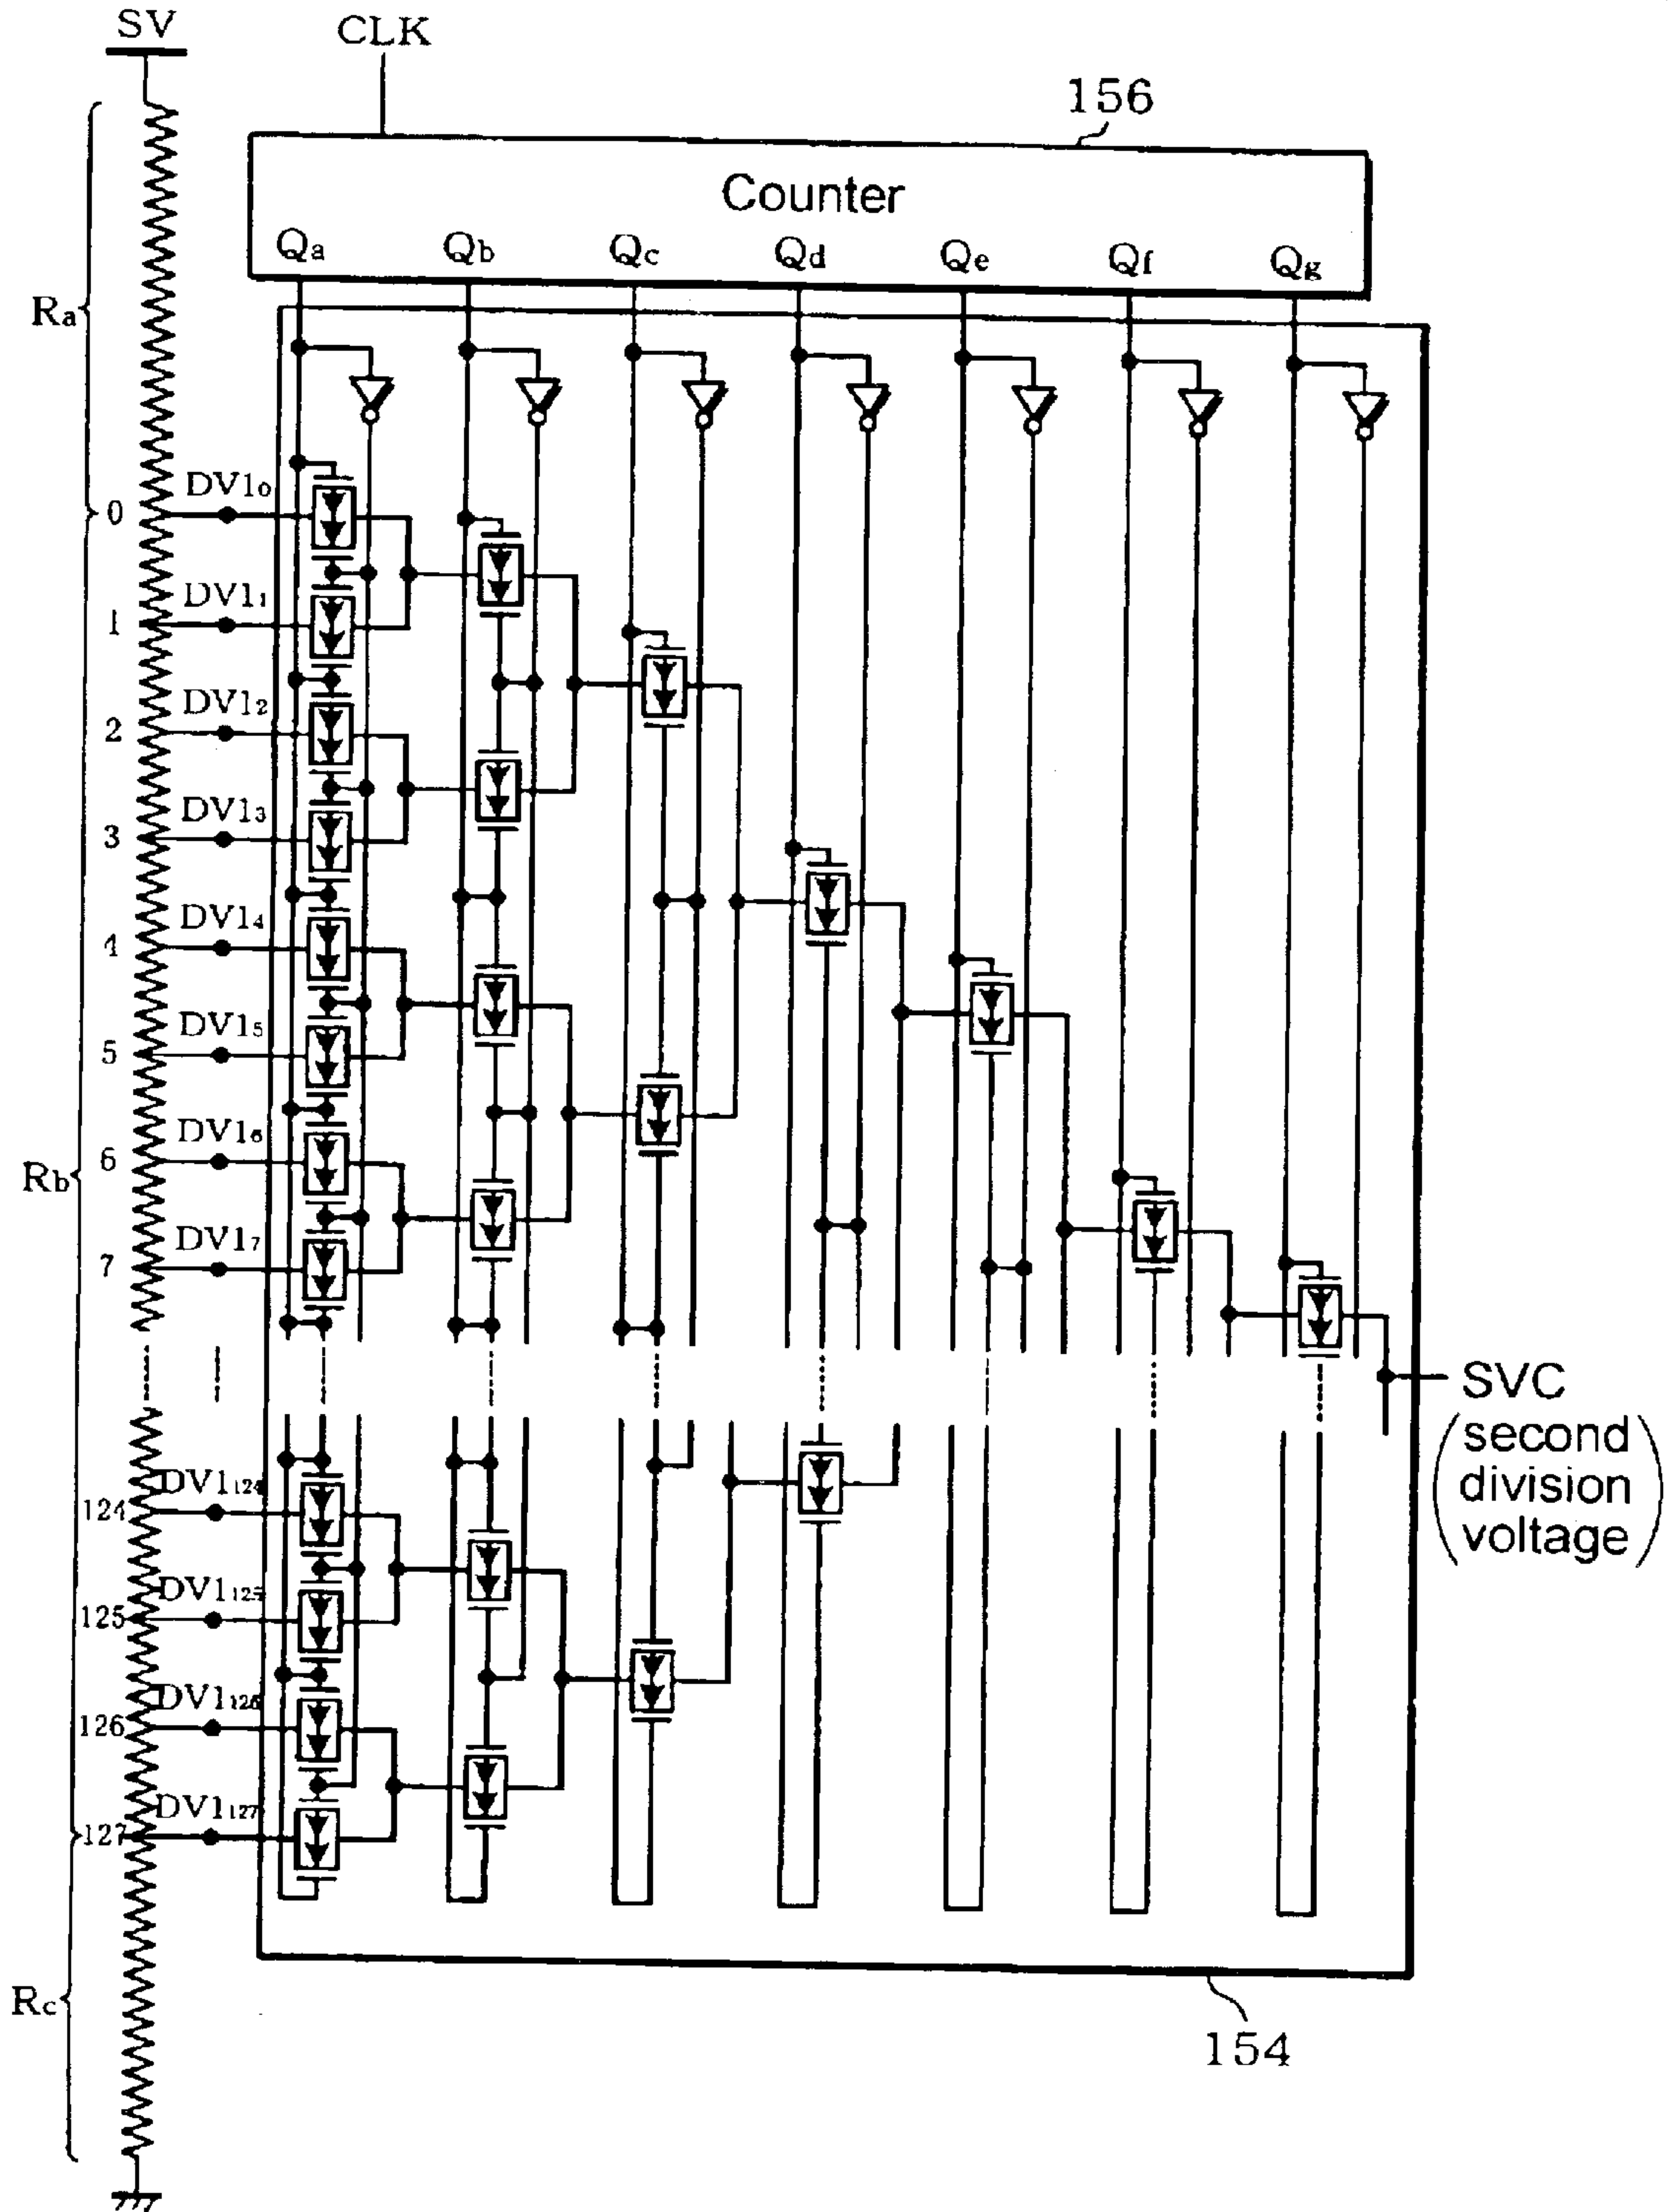 SV
CLK
156
Counter
Qa Qb Qc Qd Qe Qf Qg
Ra
0 DV10
1 DV11
2 DV12
3 DV13
4 DV14
5 DV15
6 DV16
Rb
7 DV17
SVC
(second
division
voltage)
124 DV1124
125 DV1125
126 DV1126
127 DV1127
Rc
154